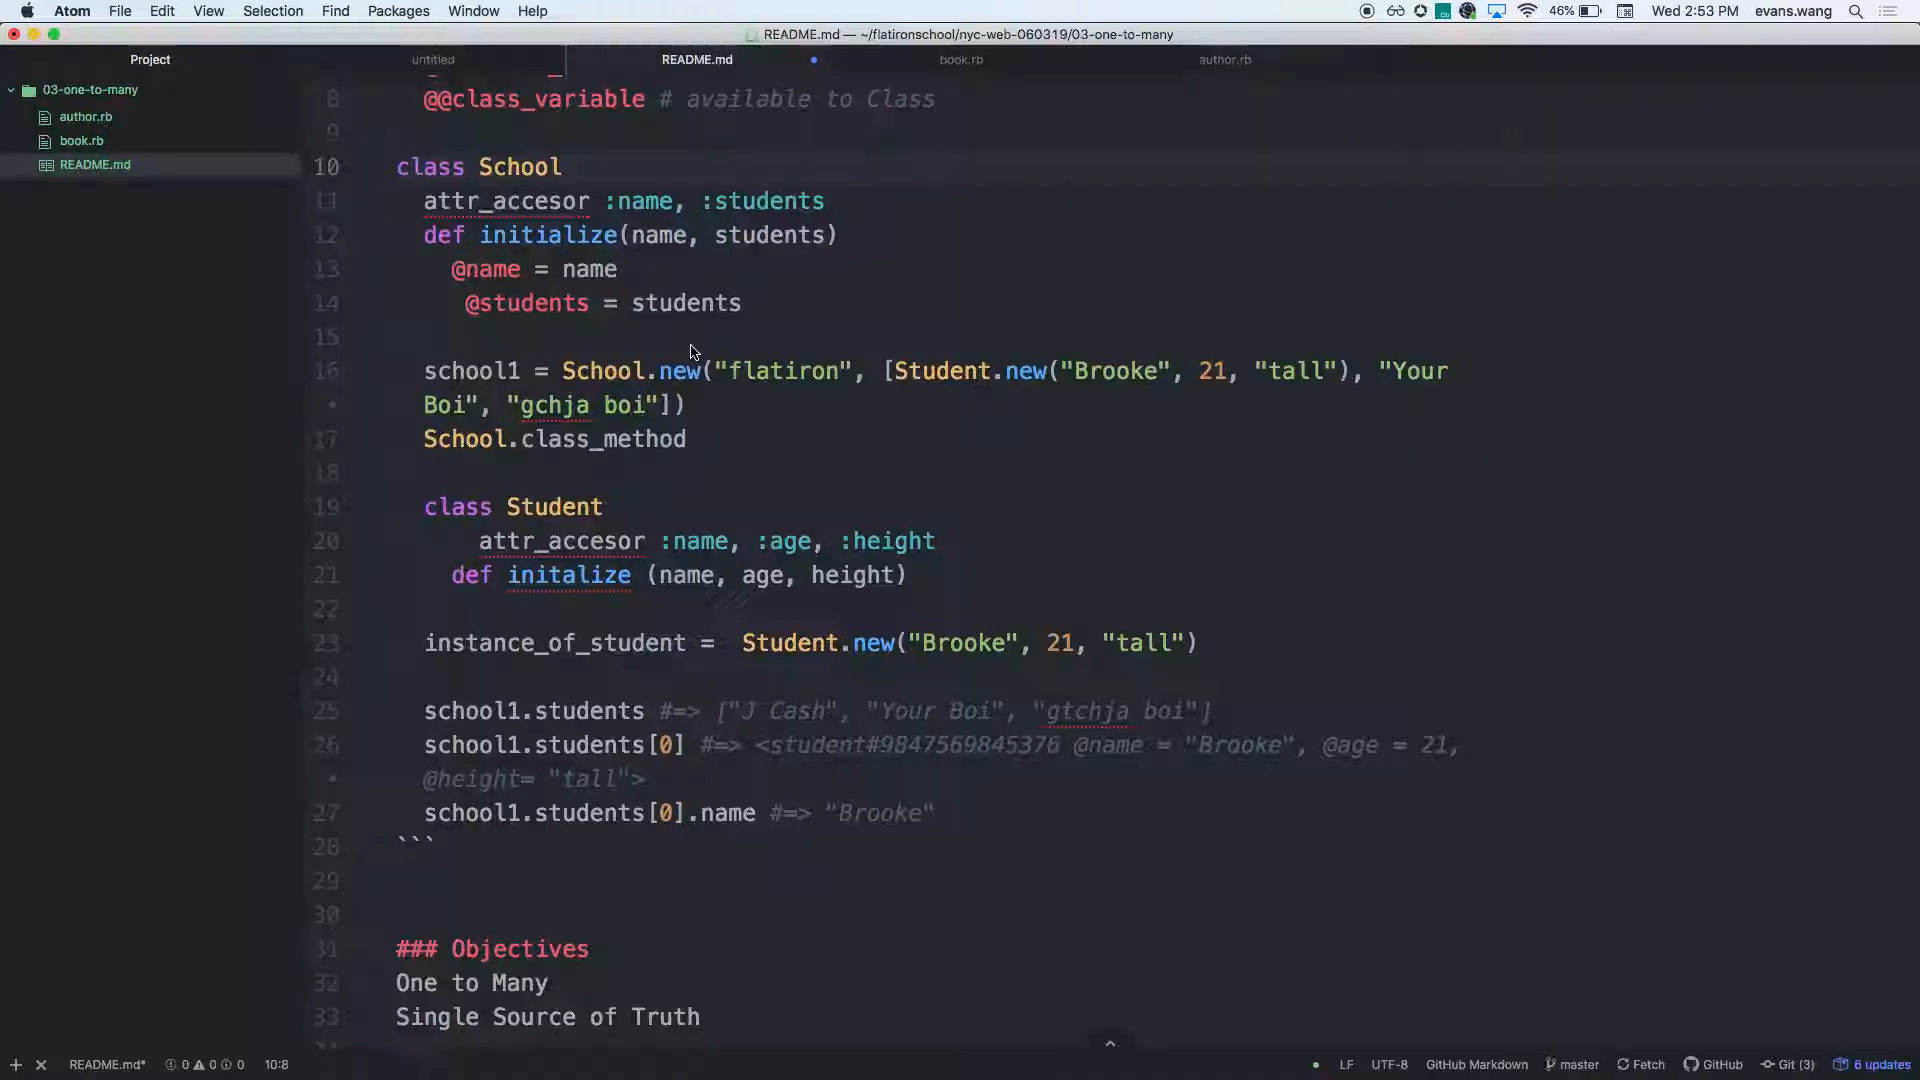 Atom File Edit View Selection Find Packages Window Help 46% Wed 2:53 PM evans.wang
README.md — ~/flatironschool/nyc-web-060319/03-one-to-many
Project untitled README.md book.rb author.rb
03-one-to-many
author.rb
book.rb
README.md
8 @@class_variable # available to Class
9
10 class School
11 attr_accesor :name, :students
12 def initialize(name, students)
13 @name = name
14 @students = students
15
16 school1 = School.new("flatiron", [Student.new("Brooke", 21, "tall"), "Your
Boi", "gchja boi"])
17 School.class_method
18
19 class Student
20 attr_accesor :name, :age, :height
21 def initalize (name, age, height)
22
23 instance_of_student =  Student.new("Brooke", 21, "tall")
24
25 school1.students #=> ["J Cash", "Your Boi", "gtchja boi"]
26 school1.students[0] #=> <student#9847569845376 @name = "Brooke", @age = 21,
@height= "tall">
27 school1.students[0].name #=> "Brooke"
28 ```
29
30
31 ### Objectives
32 One to Many
33 Single Source of Truth
README.md* 0 0 0 10:8 LF UTF-8 GitHub Markdown master Fetch GitHub Git (3) 6 updates